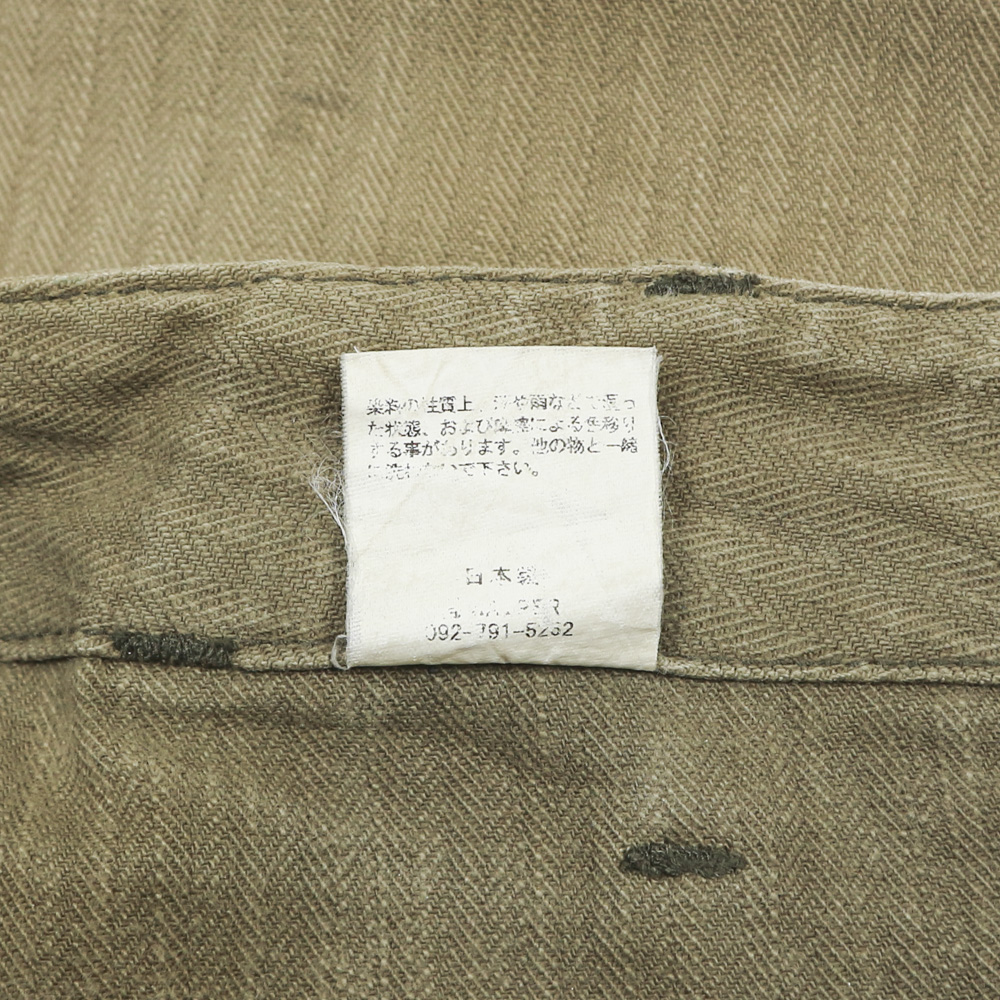 染料の性質上、汗や雨などで湿っ
た状態、および摩擦による色移り
する事があります。他の物と一緒
に洗わないで下さい。
日本製
092-791-5232